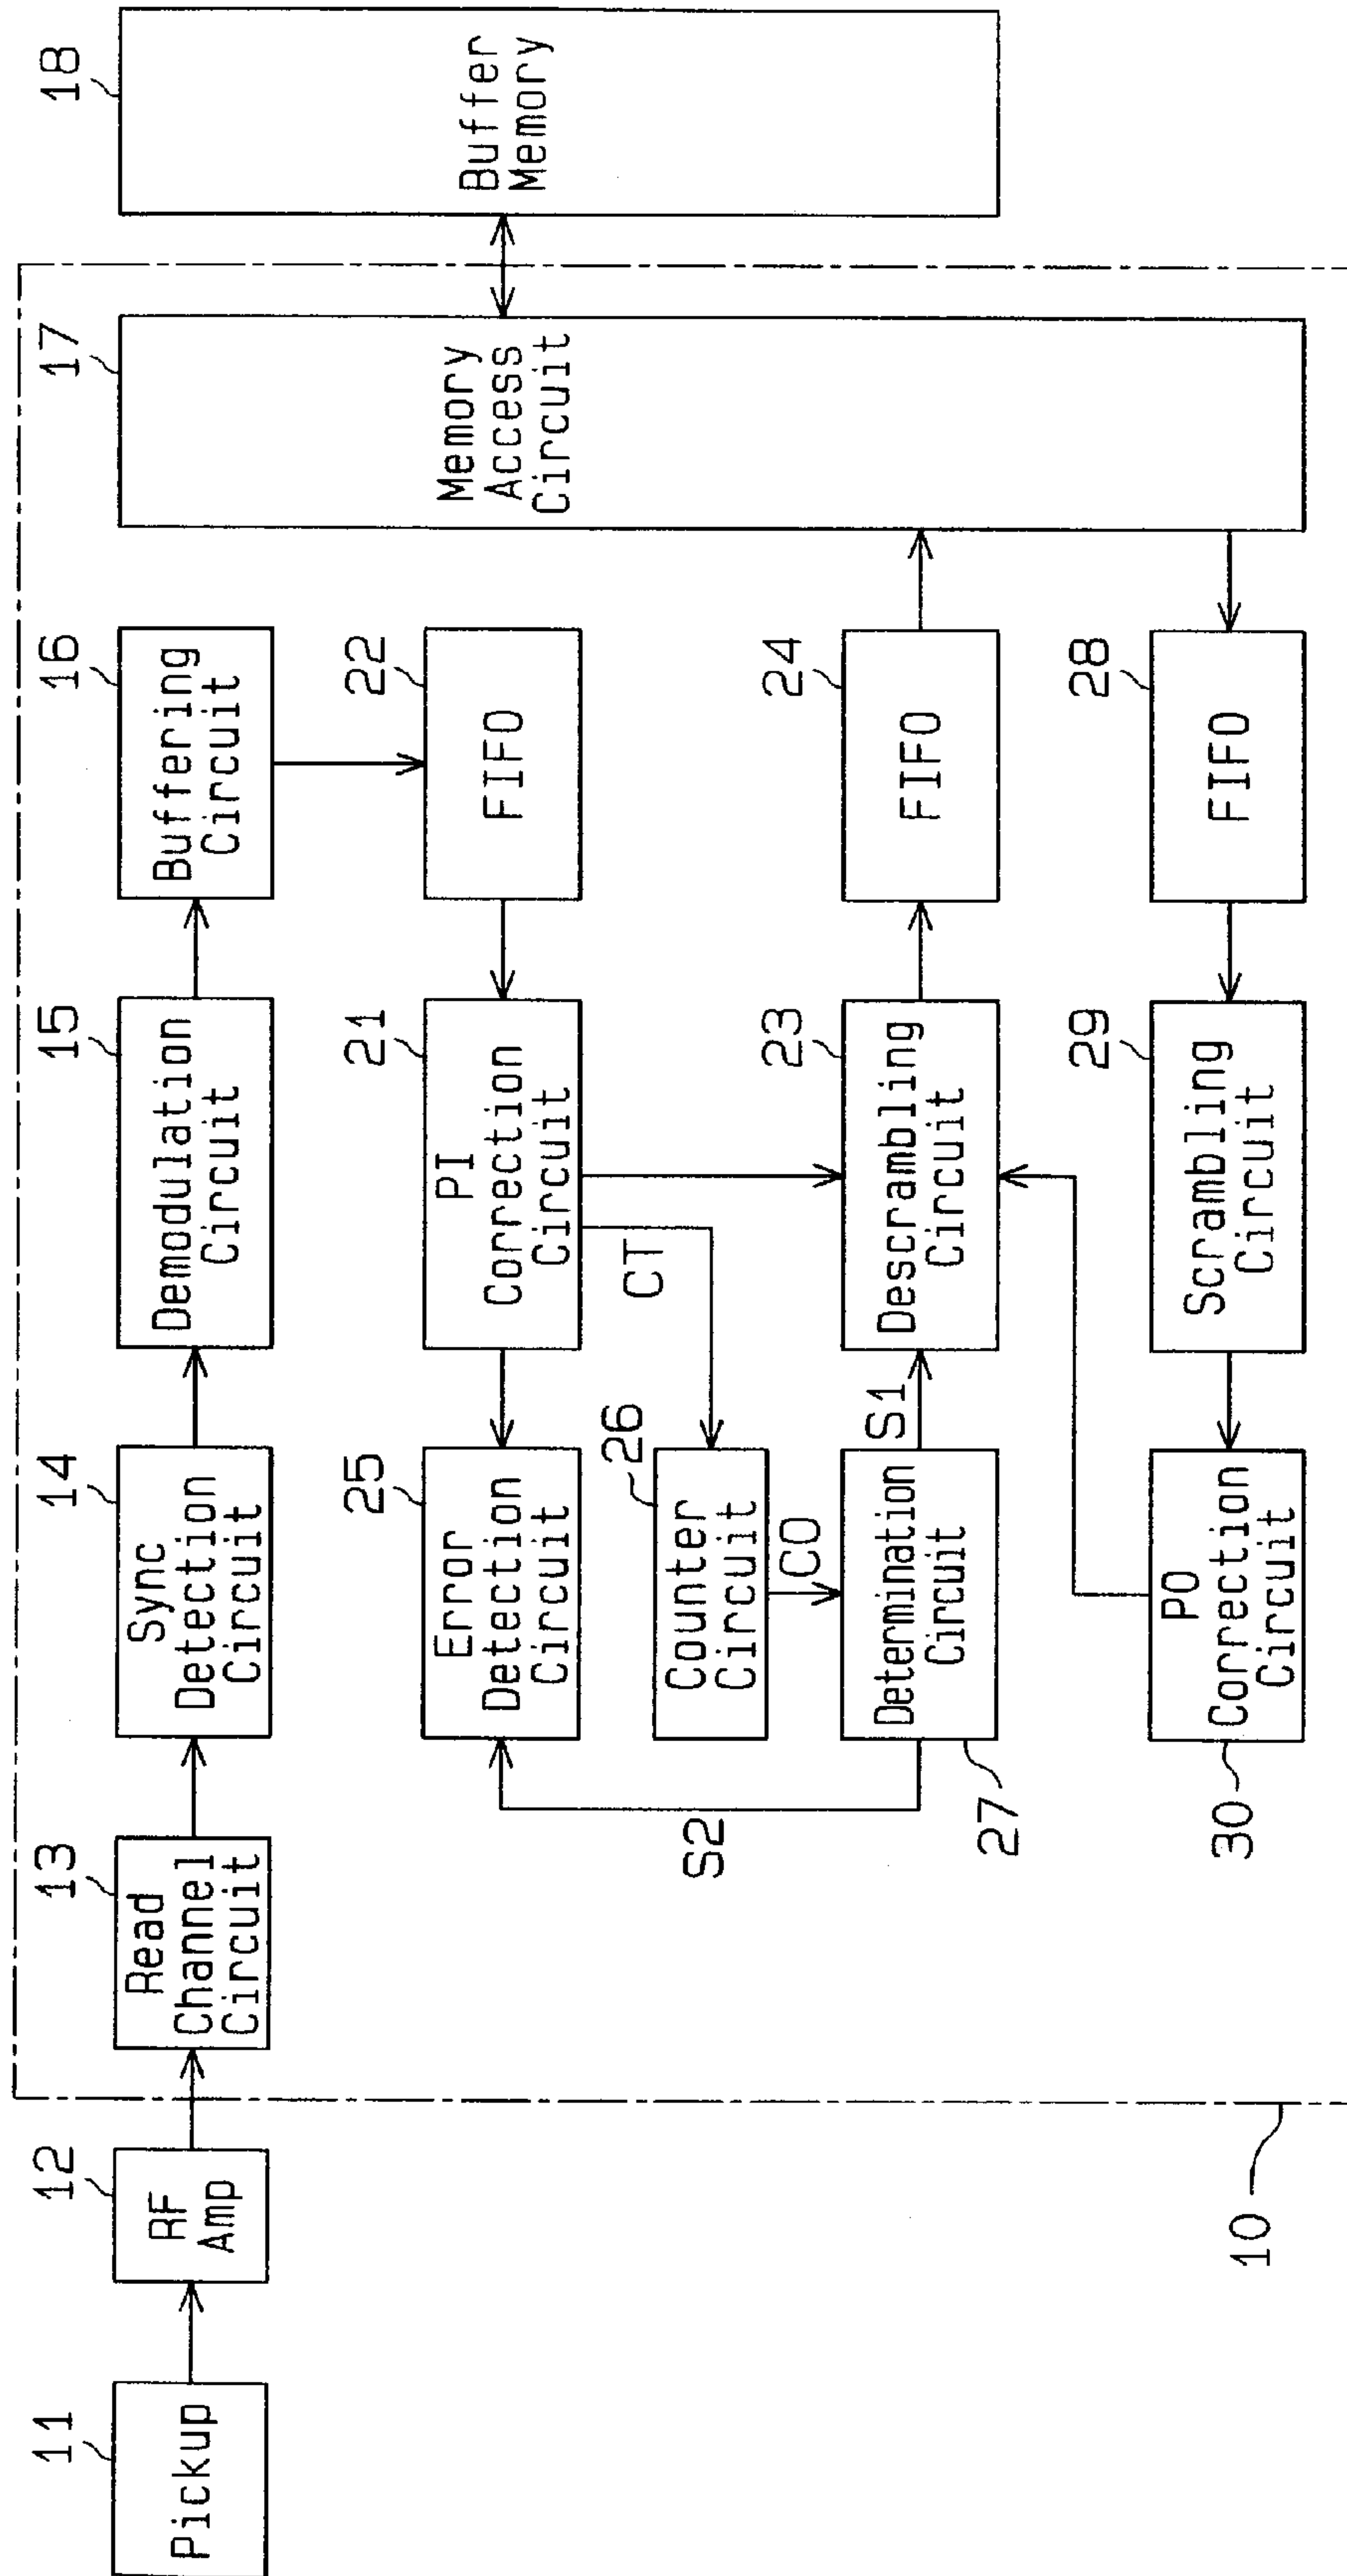 11
Pickup
12
RF
Amp
13
Read
Channel
Circuit
14
Sync
Detection
Circuit
15
Demodulation
Circuit
16
Buffering
Circuit
17
Memory
Access
Circuit
18
Buffer
Memory
25
Error
Detection
Circuit
21
PI
Correction
Circuit
22
FIFO
S2
CT
26
Counter
Circuit
CO
27
Determination
Circuit
S1
23
Descrambling
Circuit
24
FIFO
30
PO
Correction
Circuit
29
Scrambling
Circuit
28
FIFO
10